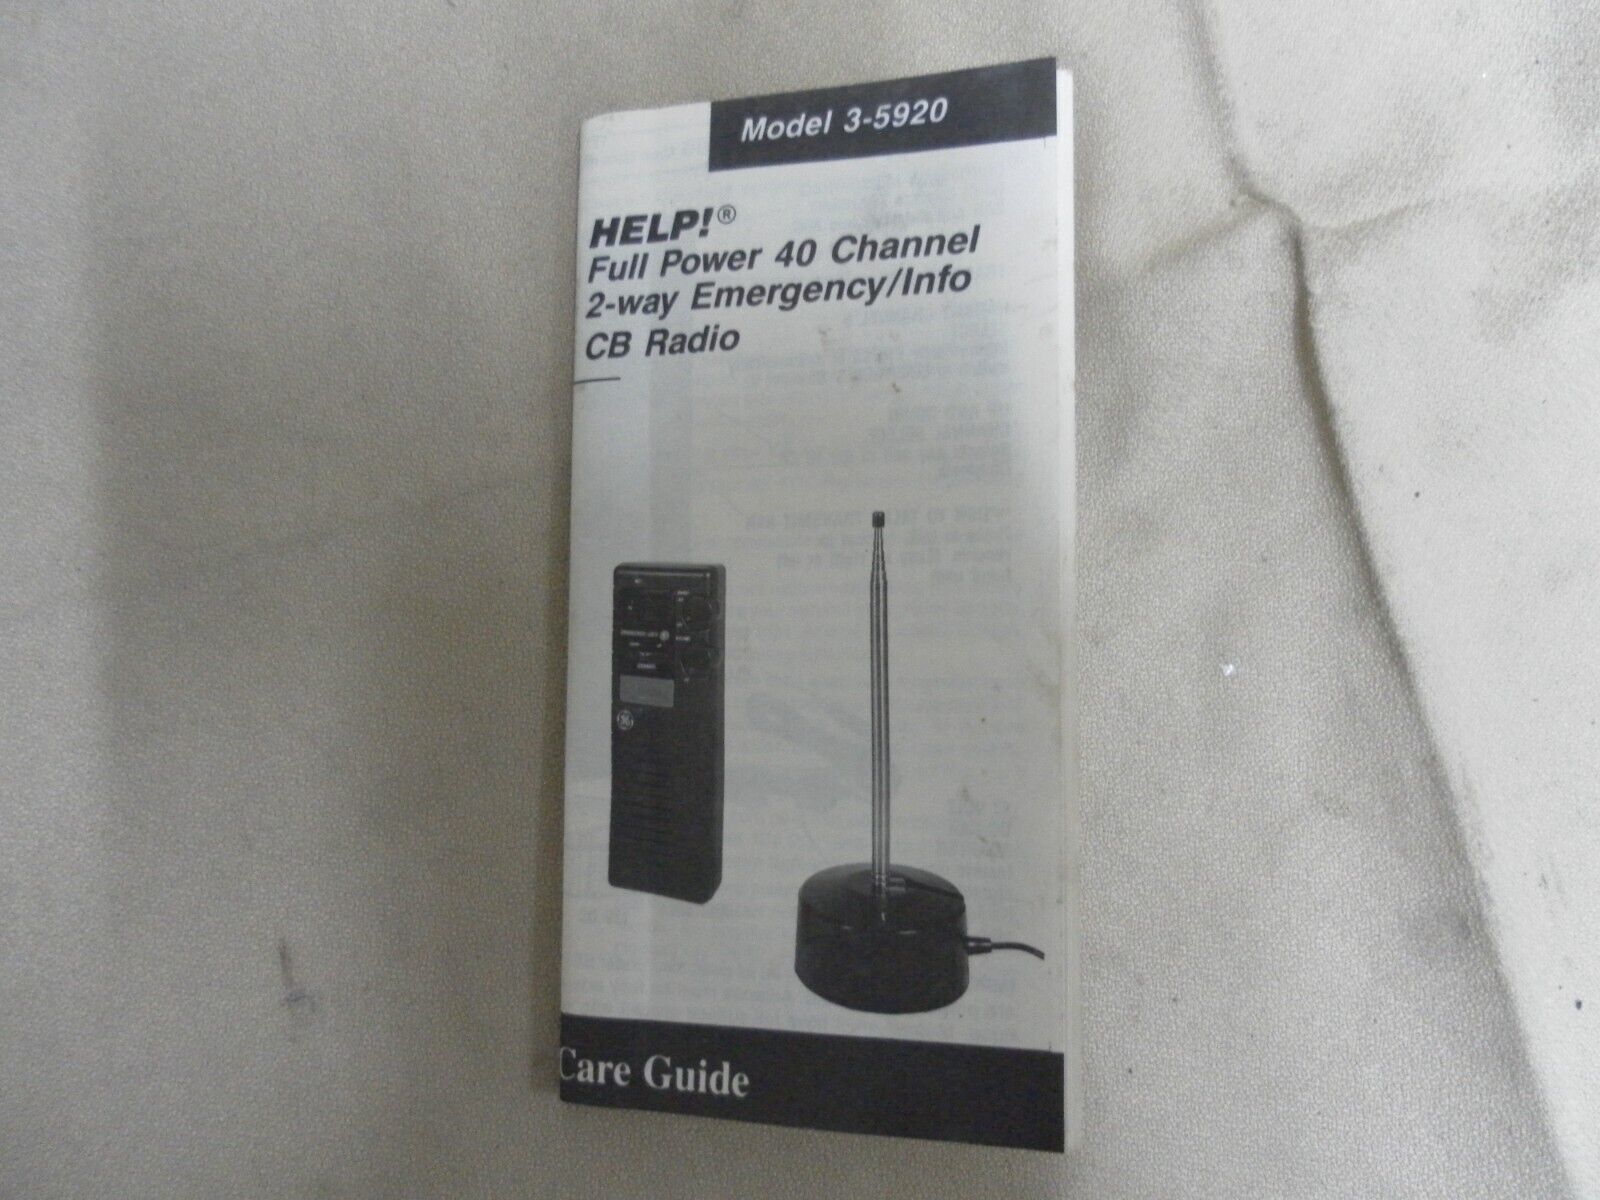 Model 3-5920
HELP!®
Full Power 40 Channel
2-way Emergency/Info
CB Radio
Care Guide